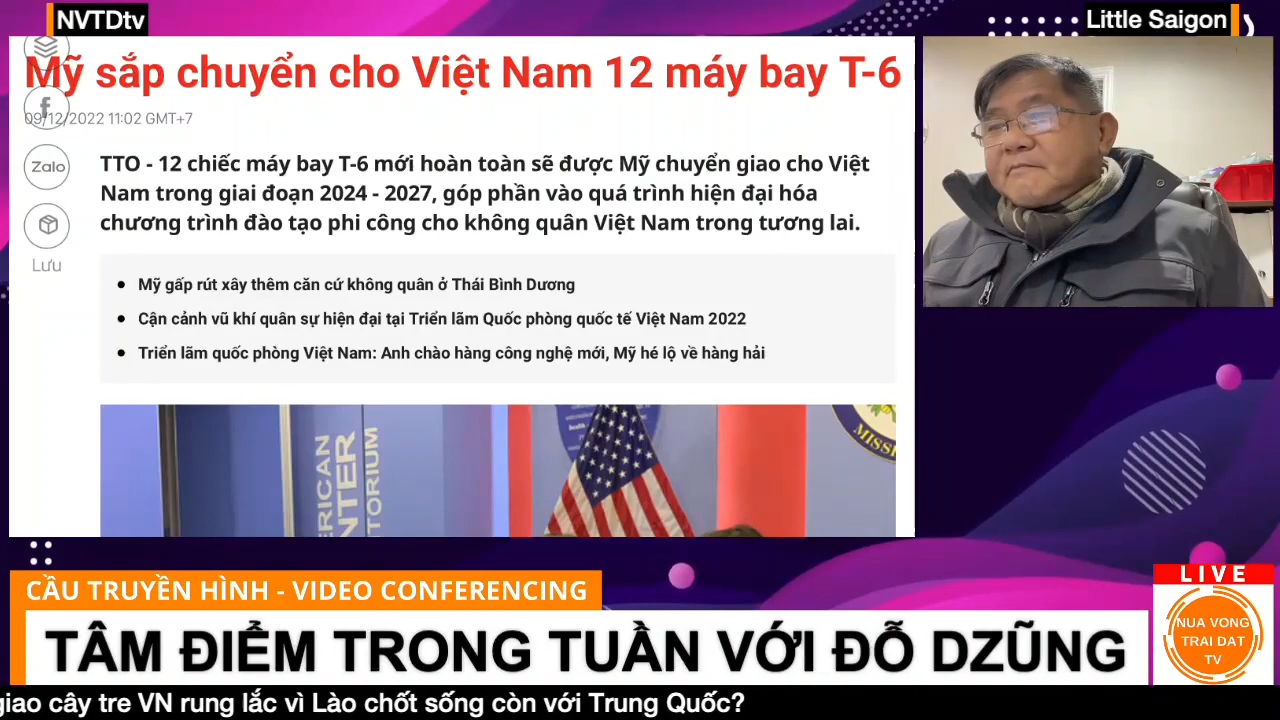 NVTDtv
Little Saigon
Mỹ sắp chuyển cho Việt Nam 12 máy bay T-6
09/12/2022 11:02 GMT+7
Zalo
Lưu
TTO - 12 chiếc máy bay T-6 mới hoàn toàn sẽ được Mỹ chuyển giao cho Việt
Nam trong giai đoạn 2024 - 2027, góp phần vào quá trình hiện đại hóa
chương trình đào tạo phi công cho không quân Việt Nam trong tương lai.
Mỹ gấp rút xây thêm căn cứ không quân ở Thái Bình Dương
Cận cảnh vũ khí quân sự hiện đại tại Triển lãm Quốc phòng quốc tế Việt Nam 2022
Triển lãm quốc phòng Việt Nam: Anh chào hàng công nghệ mới, Mỹ hé lộ về hàng hải
ERICAN
NTER
TORIUM
MISSI
CẦU TRUYỀN HÌNH - VIDEO CONFERENCING
TÂM ĐIỂM TRONG TUẦN VỚI ĐỖ DZŨNG
LIVE
NUA VONG
TRAI DAT
TV
giao cây tre VN rung lắc vì Lào chốt sống còn với Trung Quốc?